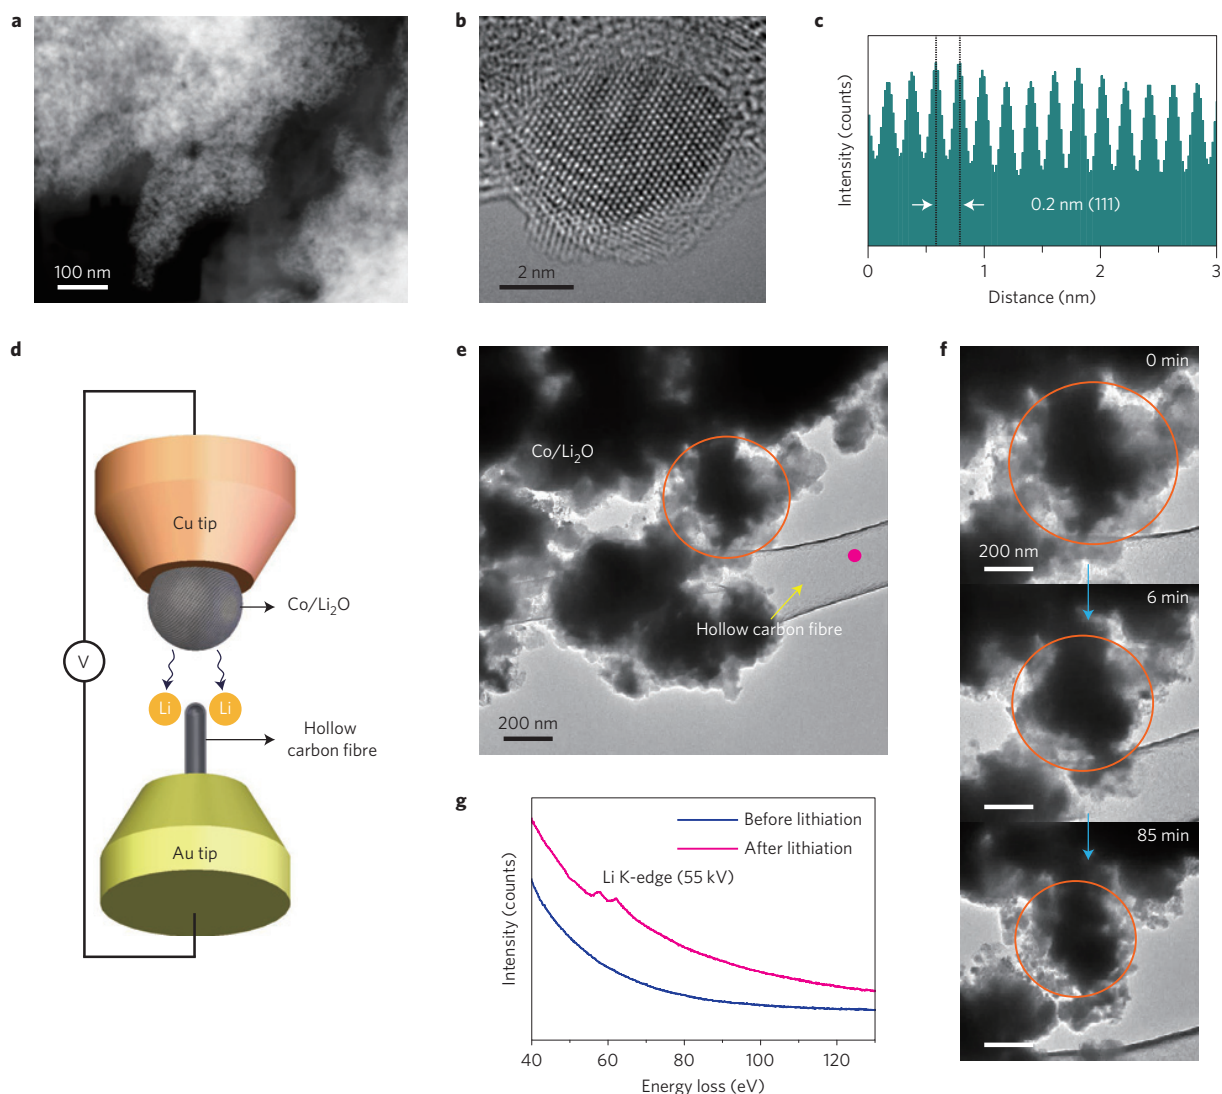 a
100 nm
b
2 nm
c
Intensity (counts)
0.2 nm (111)
0
1
2
3
Distance (nm)
d
Cu tip
Co/Li₂O
V
Li
Li
Hollow
carbon fibre
Au tip
e
Co/Li₂O
Hollow carbon fibre
200 nm
f
0 min
200 nm
6 min
85 min
g
Before lithiation
After lithiation
Li K-edge (55 kV)
Intensity (counts)
40
60
80
100
120
Energy loss (eV)